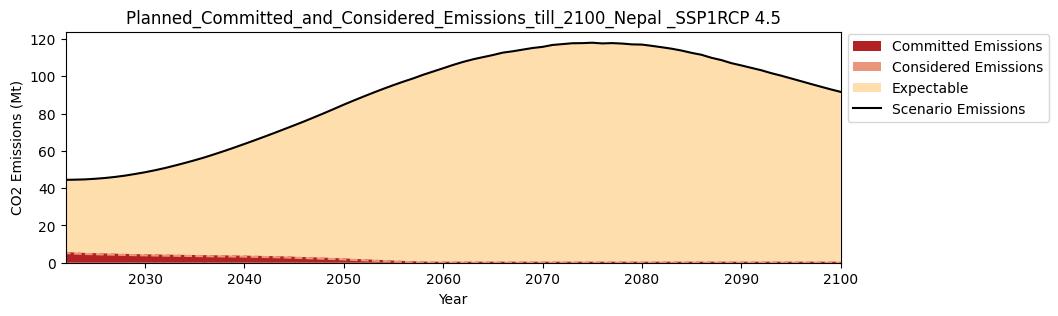 Planned_Committed_and_Considered_Emissions_till_2100_Nepal _SSP1RCP 4.5
CO2 Emissions (Mt)
120
100
80
60
40
20
0
2030 2040 2050 2060 2070 2080 2090 2100
Year
Committed Emissions
Considered Emissions
Expectable
Scenario Emissions